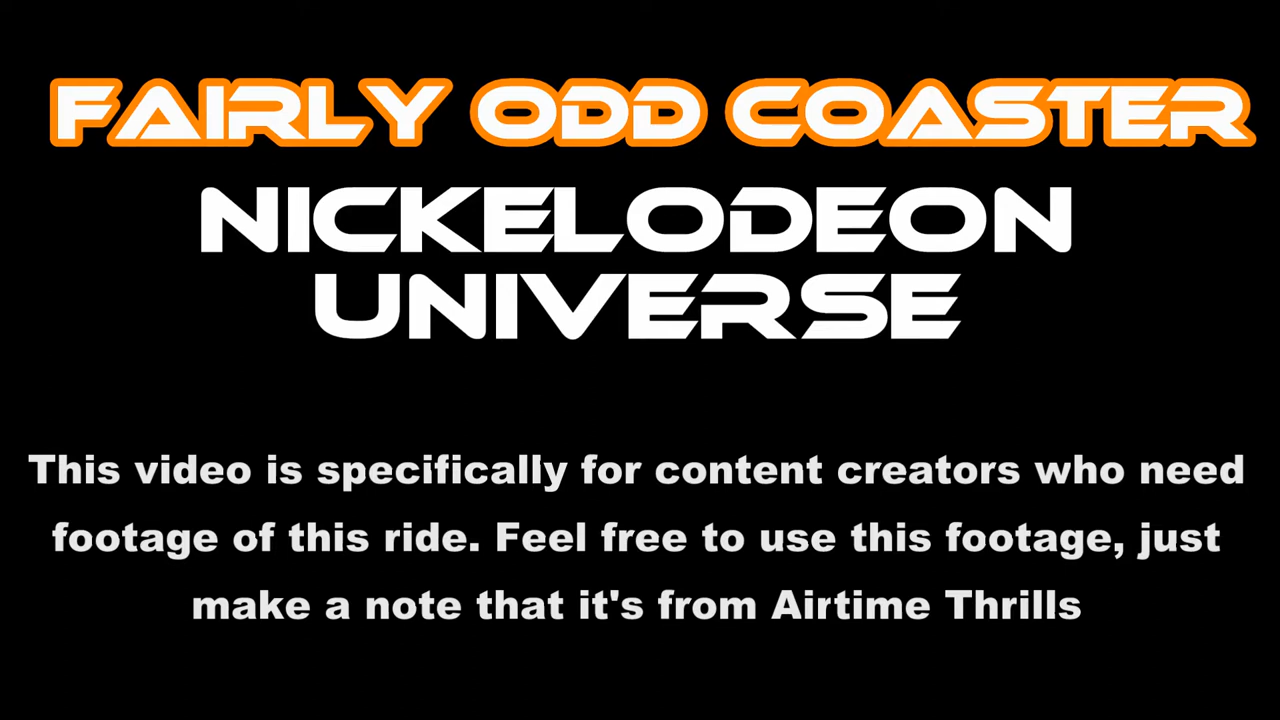 FAIRLY ODD COASTER
NICKELODEON
UNIVERSE
This video is specifically for content creators who need
footage of this ride. Feel free to use this footage, just
make a note that it's from Airtime Thrills